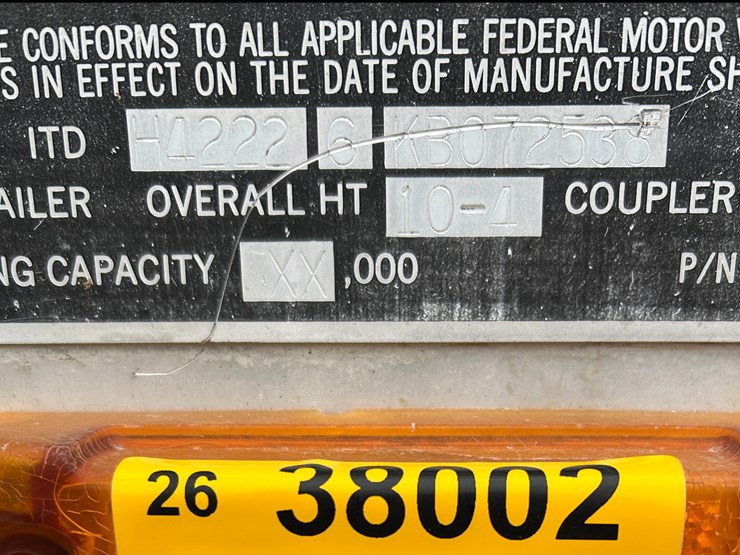 E CONFORMS TO ALL APPLICABLE FEDERAL MOTOR V
S IN EFFECT ON THE DATE OF MANUFACTURE SH
ITD H4222 6 KB072538
AILER OVERALL HT 10-4 COUPLER
NG CAPACITY XX ,000 P/N
26 38002